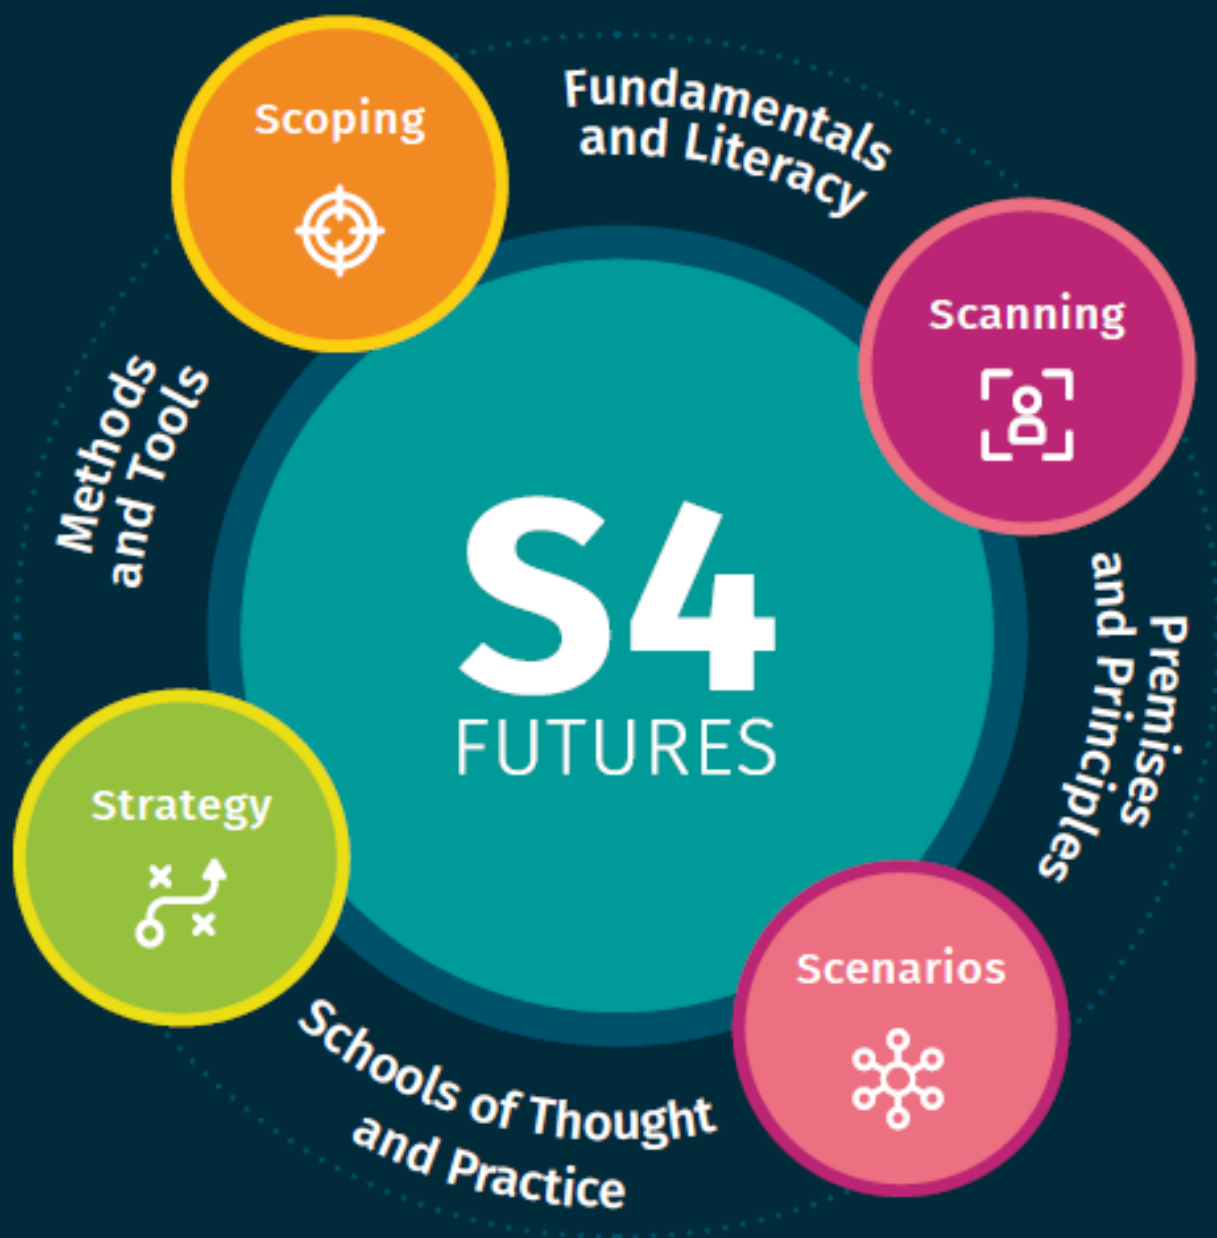 Scoping
Fundamentals
and Literacy
Scanning
Methods
and Tools
S4
FUTURES
Premises
and Principles
Strategy
Scenarios
Schools of Thought
and Practice